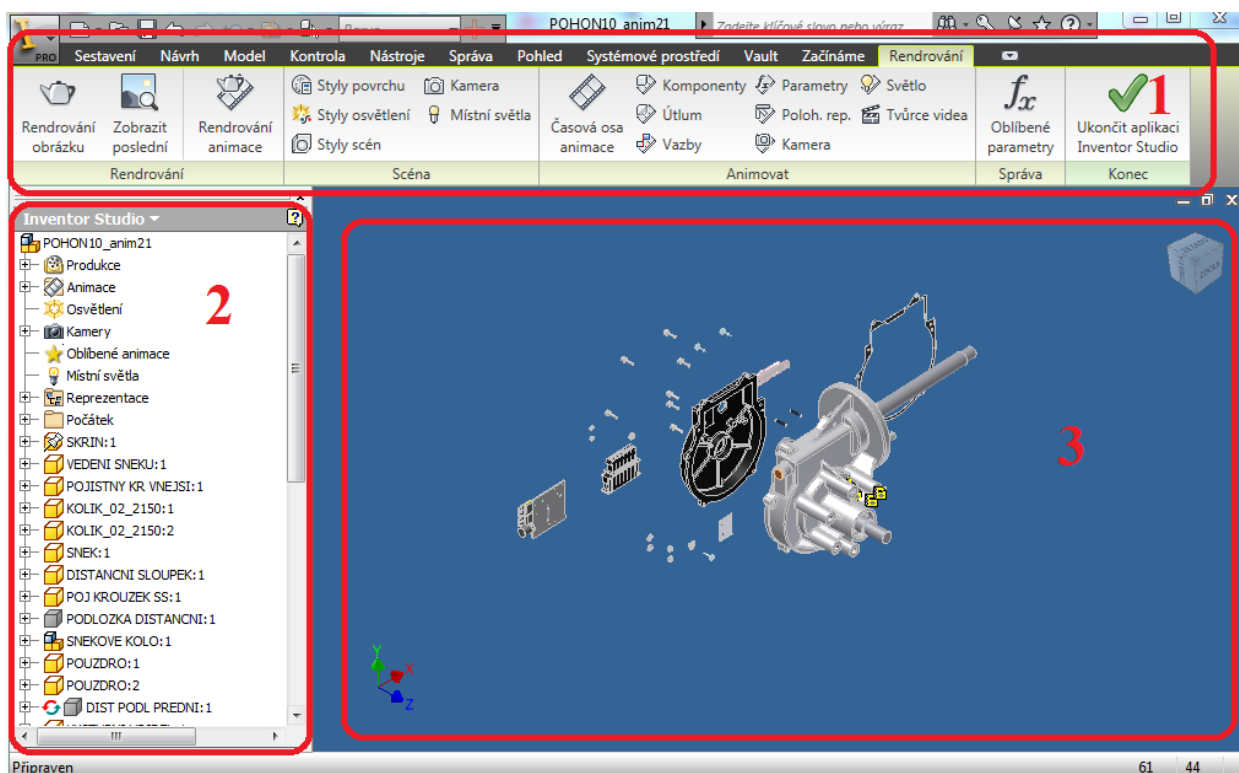 POHON10_anim21 Zadejte klíčové slovo nebo výraz
PRO Sestavení Návrh Model Kontrola Nástroje Správa Pohled Systémové prostředí Vault Začínáme Rendrování
Rendrování obrázku
Zobrazit poslední
Rendrování animace
Rendrování
Styly povrchu Kamera
Styly osvětlení Místní světla
Styly scén
Scéna
Časová osa animace
Komponenty Parametry Světlo
Útlum Poloh. rep. Tvůrce videa
Vazby Kamera
Animovat
fx
Oblíbené parametry
Správa
1
Ukončit aplikaci Inventor Studio
Konec
Inventor Studio
POHON10_anim21
Produkce
Animace
Osvětlení
Kamery
Oblíbené animace
Místní světla
Reprezentace
Počátek
SKRIN:1
VEDENI SNEKU:1
POJISTNY KR VNEJSI:1
KOLIK_02_2150:1
KOLIK_02_2150:2
SNEK:1
DISTANCNI SLOUPEK:1
POJ KROUZEK SS:1
PODLOZKA DISTANCNI:1
SNEKOVE KOLO:1
POUZDRO:1
POUZDRO:2
DIST PODL PREDNI:1
2
3
Y
X
Z
Připraven 61 44